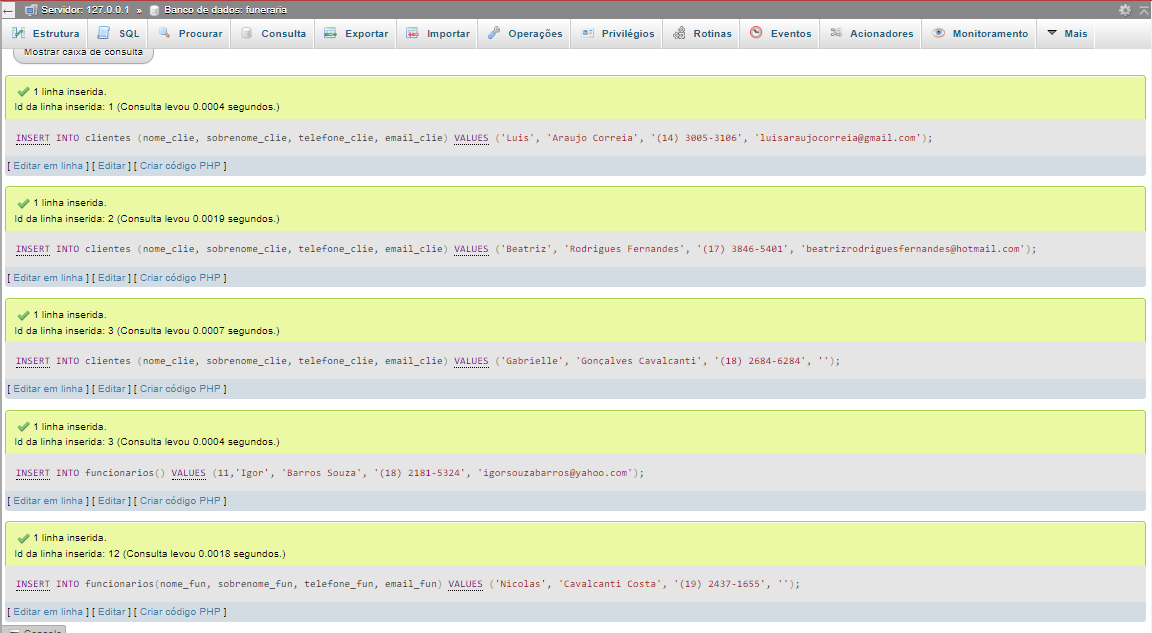 Servidor: 127.0.0.1 » Banco de dados: funeraria
Estrutura SQL Procurar Consulta Exportar Importar Operações Privilégios Rotinas Eventos Acionadores Monitoramento Mais
Mostrar caixa de consulta
1 linha inserida.
Id da linha inserida: 1 (Consulta levou 0.0004 segundos.)
INSERT INTO clientes (nome_clie, sobrenome_clie, telefone_clie, email_clie) VALUES ('Luis', 'Araujo Correia', '(14) 3005-3106', 'luisaraujocorreia@gmail.com');
[ Editar em linha ] [ Editar ] [ Criar código PHP ]
1 linha inserida.
Id da linha inserida: 2 (Consulta levou 0.0019 segundos.)
INSERT INTO clientes (nome_clie, sobrenome_clie, telefone_clie, email_clie) VALUES ('Beatriz', 'Rodrigues Fernandes', '(17) 3846-5401', 'beatrizrodriguesfernandes@hotmail.com');
[ Editar em linha ] [ Editar ] [ Criar código PHP ]
1 linha inserida.
Id da linha inserida: 3 (Consulta levou 0.0007 segundos.)
INSERT INTO clientes (nome_clie, sobrenome_clie, telefone_clie, email_clie) VALUES ('Gabrielle', 'Gonçalves Cavalcanti', '(18) 2684-6284', '');
[ Editar em linha ] [ Editar ] [ Criar código PHP ]
1 linha inserida.
Id da linha inserida: 3 (Consulta levou 0.0004 segundos.)
INSERT INTO funcionarios() VALUES (11,'Igor', 'Barros Souza', '(18) 2181-5324', 'igorsouzabarros@yahoo.com');
[ Editar em linha ] [ Editar ] [ Criar código PHP ]
1 linha inserida.
Id da linha inserida: 12 (Consulta levou 0.0018 segundos.)
INSERT INTO funcionarios(nome_fun, sobrenome_fun, telefone_fun, email_fun) VALUES ('Nicolas', 'Cavalcanti Costa', '(19) 2437-1655', '');
[ Editar em linha ] [ Editar ] [ Criar código PHP ]
Console